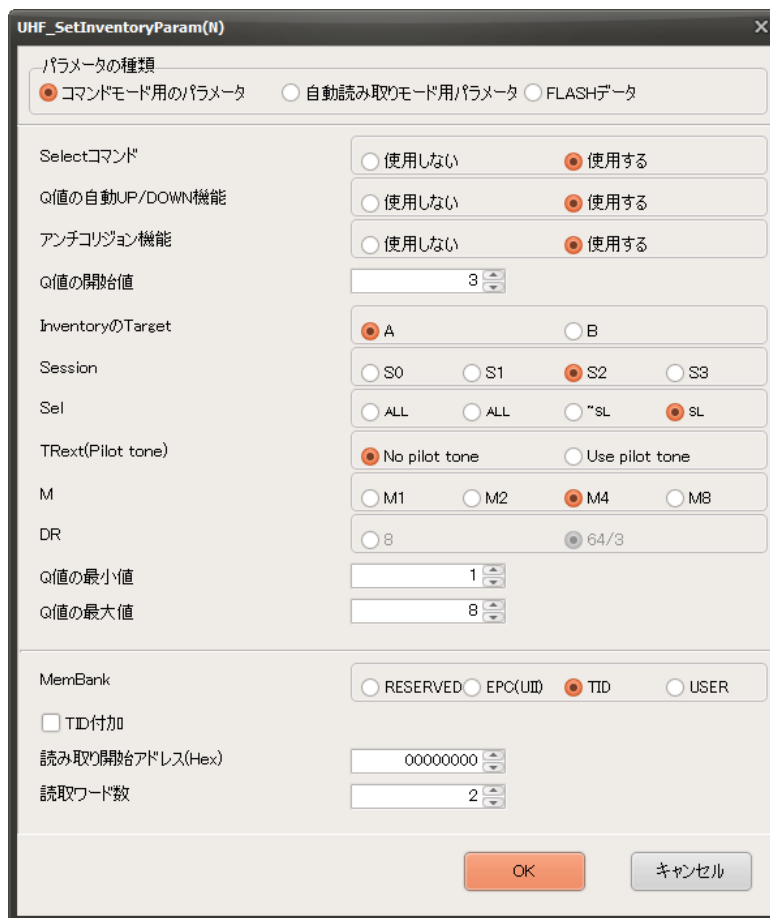 UHF_SetInventoryParam(N)
パラメータの種類
コマンドモード用のパラメータ 自動読み取りモード用パラメータ FLASHデータ
Selectコマンド 使用しない 使用する
Q値の自動UP/DOWN機能 使用しない 使用する
アンチコリジョン機能 使用しない 使用する
Q値の開始値 3
InventoryのTarget A B
Session S0 S1 S2 S3
Sel ALL ALL ~SL SL
TRext(Pilot tone) No pilot tone Use pilot tone
M M1 M2 M4 M8
DR 8 64/3
Q値の最小値 1
Q値の最大値 8
MemBank RESERVED EPC(UII) TID USER
TID付加
読み取り開始アドレス(Hex) 00000000
読取ワード数 2
OK キャンセル